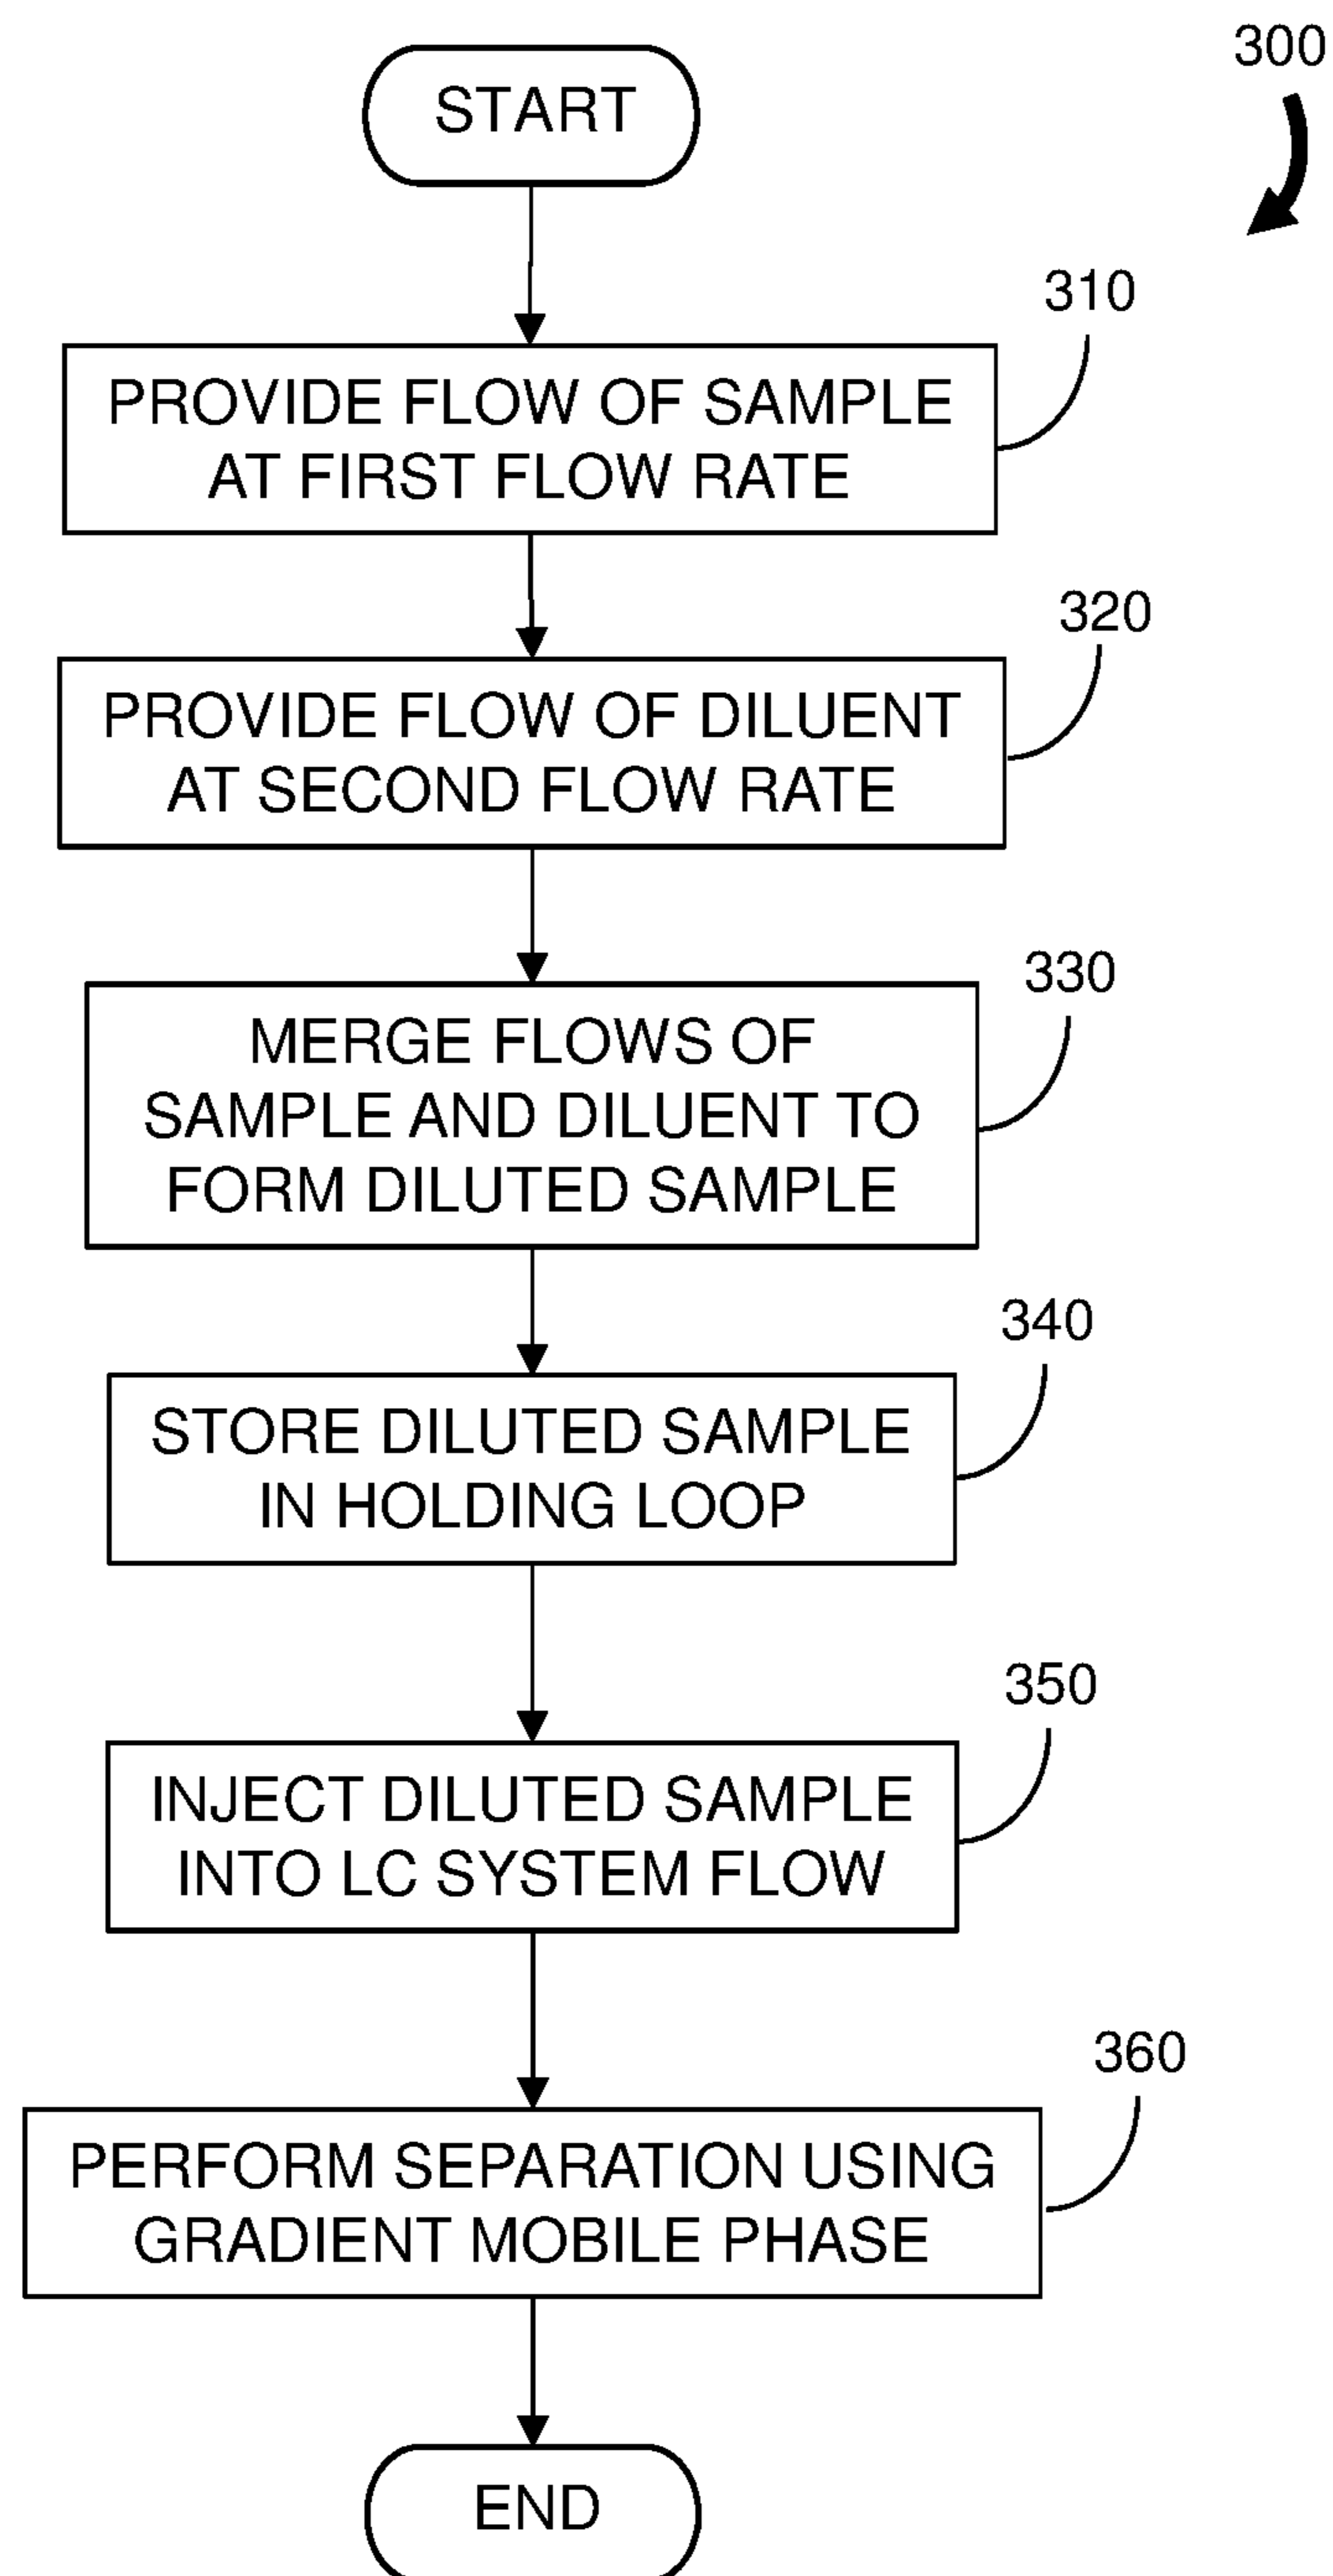 300
START
310
PROVIDE FLOW OF SAMPLE
AT FIRST FLOW RATE
320
PROVIDE FLOW OF DILUENT
AT SECOND FLOW RATE
330
MERGE FLOWS OF
SAMPLE AND DILUENT TO
FORM DILUTED SAMPLE
340
STORE DILUTED SAMPLE
IN HOLDING LOOP
350
INJECT DILUTED SAMPLE
INTO LC SYSTEM FLOW
360
PERFORM SEPARATION USING
GRADIENT MOBILE PHASE
END